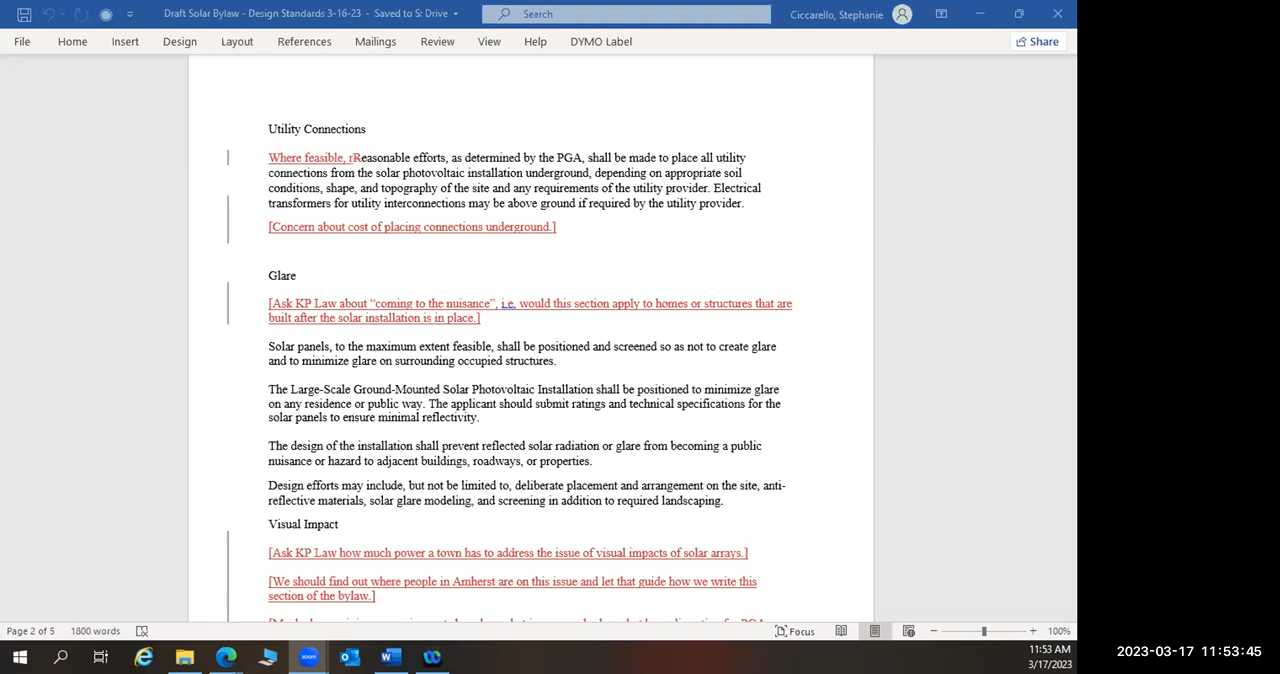 Draft Solar Bylaw - Design Standards 3-16-23 - Saved to S: Drive
Search
Ciccarello, Stephanie
File Home Insert Design Layout References Mailings Review View Help DYMO Label Share
Utility Connections
Where feasible, rReasonable efforts, as determined by the PGA, shall be made to place all utility
connections from the solar photovoltaic installation underground, depending on appropriate soil
conditions, shape, and topography of the site and any requirements of the utility provider. Electrical
transformers for utility interconnections may be above ground if required by the utility provider.
[Concern about cost of placing connections underground.]
Glare
[Ask KP Law about “coming to the nuisance”, i.e. would this section apply to homes or structures that are
built after the solar installation is in place.]
Solar panels, to the maximum extent feasible, shall be positioned and screened so as not to create glare
and to minimize glare on surrounding occupied structures.
The Large-Scale Ground-Mounted Solar Photovoltaic Installation shall be positioned to minimize glare
on any residence or public way. The applicant should submit ratings and technical specifications for the
solar panels to ensure minimal reflectivity.
The design of the installation shall prevent reflected solar radiation or glare from becoming a public
nuisance or hazard to adjacent buildings, roadways, or properties.
Design efforts may include, but not be limited to, deliberate placement and arrangement on the site, anti-
reflective materials, solar glare modeling, and screening in addition to required landscaping.
Visual Impact
[Ask KP Law how much power a town has to address the issue of visual impacts of solar arrays.]
[We should find out where people in Amherst are on this issue and let that guide how we write this
section of the bylaw.]
Page 2 of 5 1800 words Focus 100%
zoom
11:53 AM
3/17/2023
2023-03-17 11:53:45